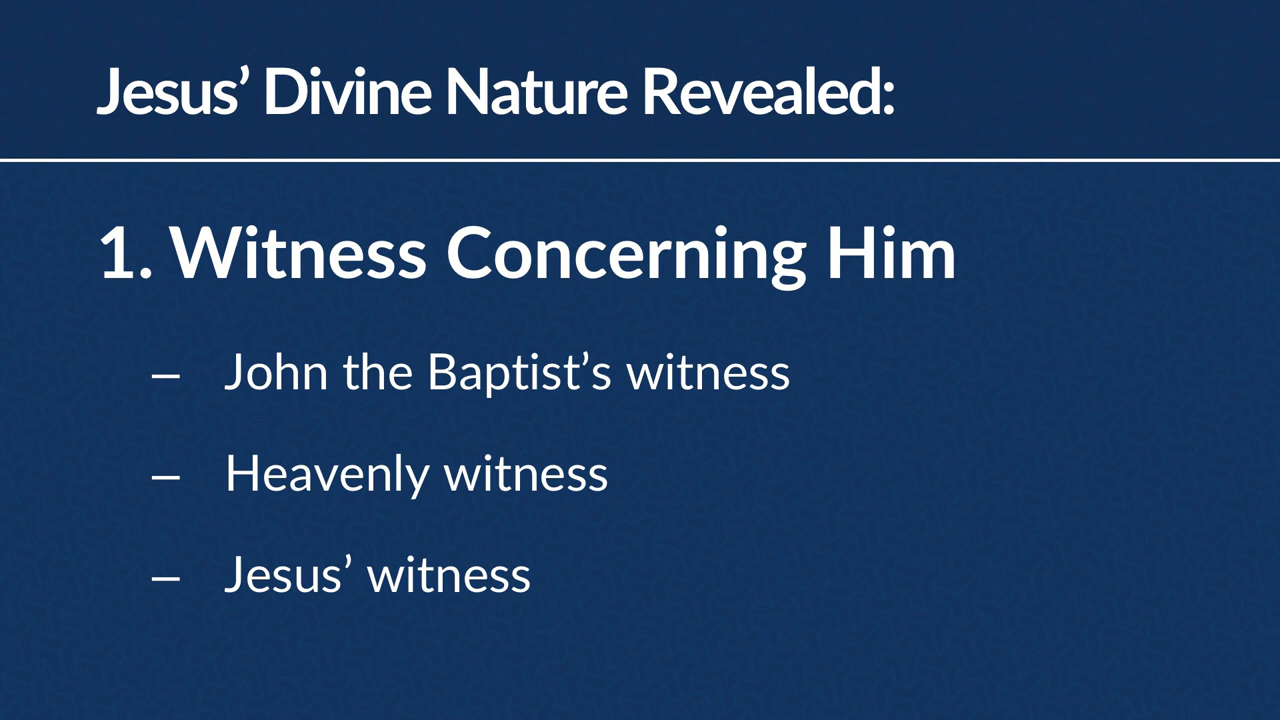 Jesus’ Divine Nature Revealed:
1. Witness Concerning Him
– John the Baptist’s witness
– Heavenly witness
– Jesus’ witness